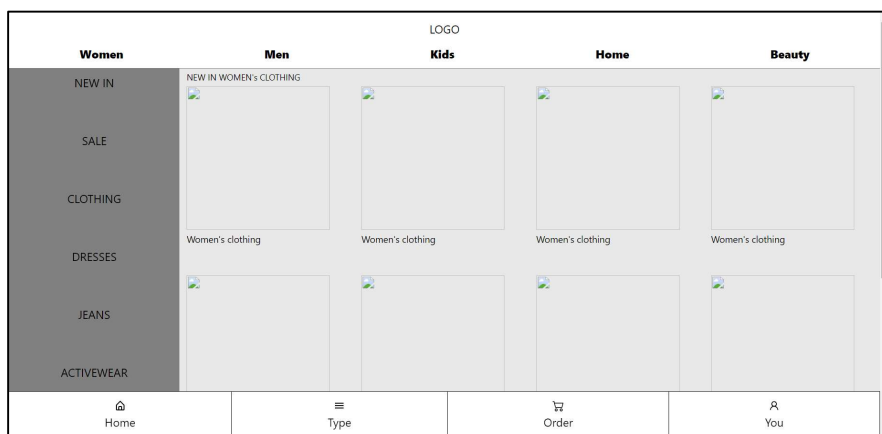 LOGO
Women Men Kids Home Beauty
NEW IN
SALE
CLOTHING
DRESSES
JEANS
ACTIVEWEAR
NEW IN WOMEN's CLOTHING
Women's clothing Women's clothing Women's clothing Women's clothing
Home Type Order You